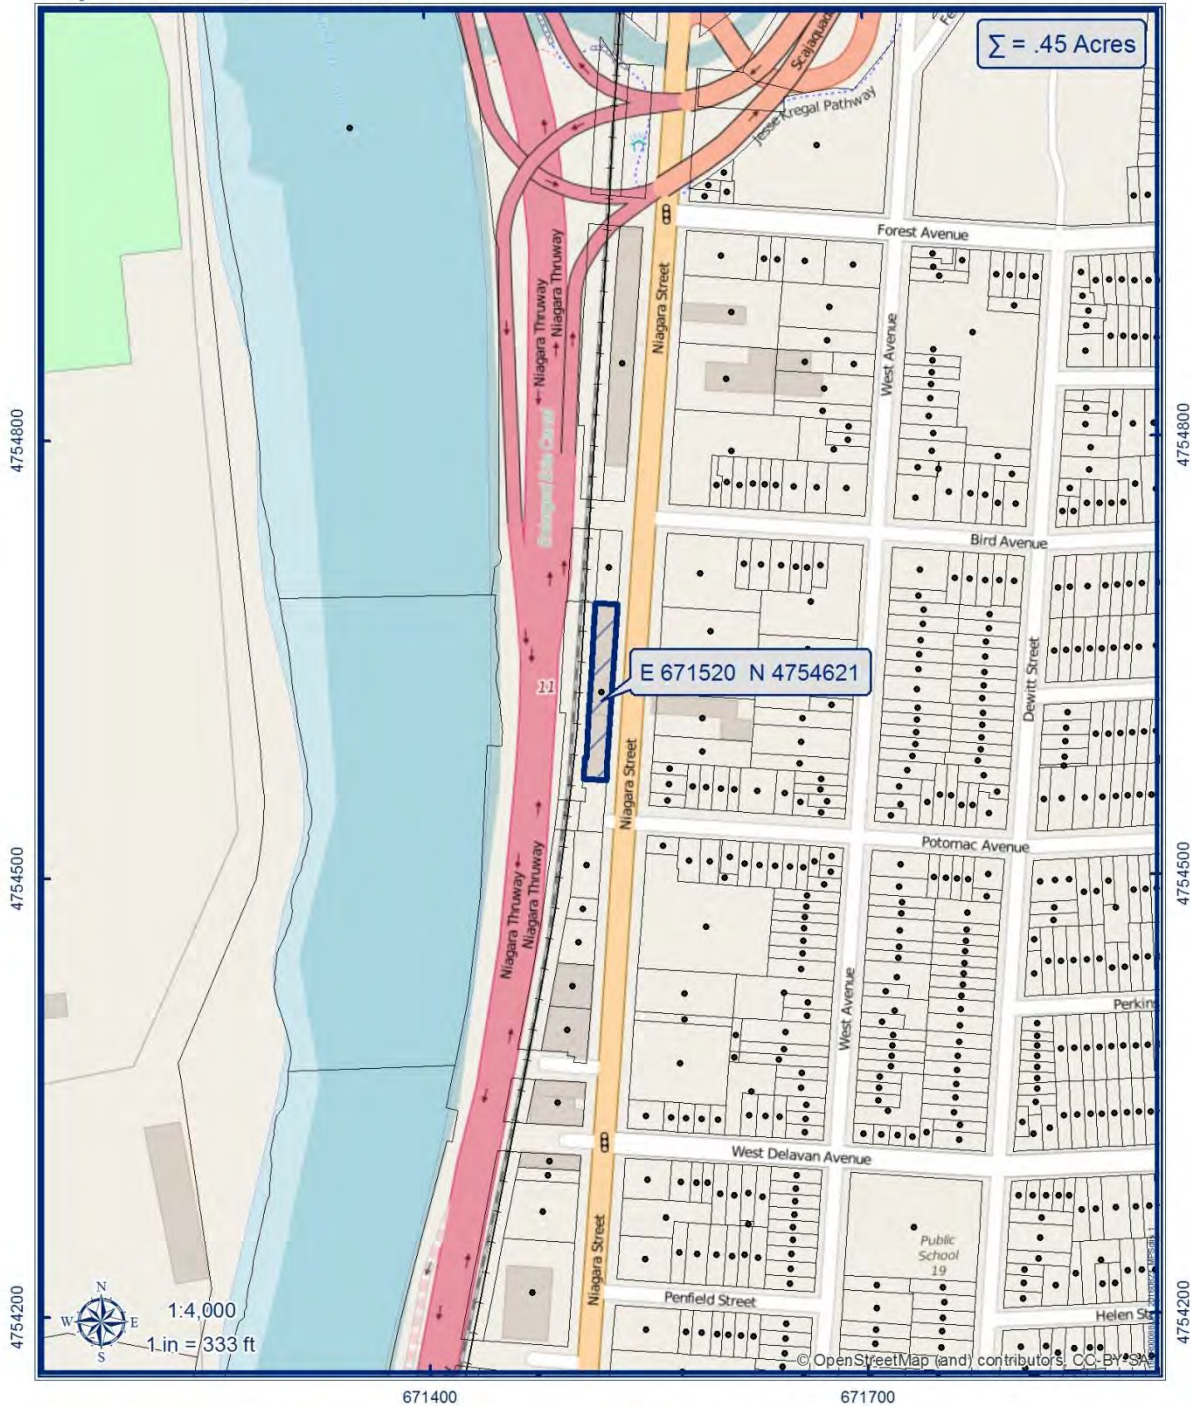 Σ = .45 Acres
Scajaquada
Fe
Jesse Kregal Pathway
Forest Avenue
Niagara Thruway
Niagara Thruway
Niagara Street
West Avenue
4754800
4754800
Bird Avenue
E 671520 N 4754621
11
Dewitt Street
Niagara Street
Potomac Avenue
4754500
4754500
Niagara Thruway
Niagara Thruway
West Avenue
Perkin
West Delavan Avenue
Niagara Street
Public
School
19
Penfield Street
Helen St
4754200
4754200
N
W E
S
1:4,000
1 in = 333 ft
© OpenStreetMap (and) contributors, CC-BY-SA
671400
671700